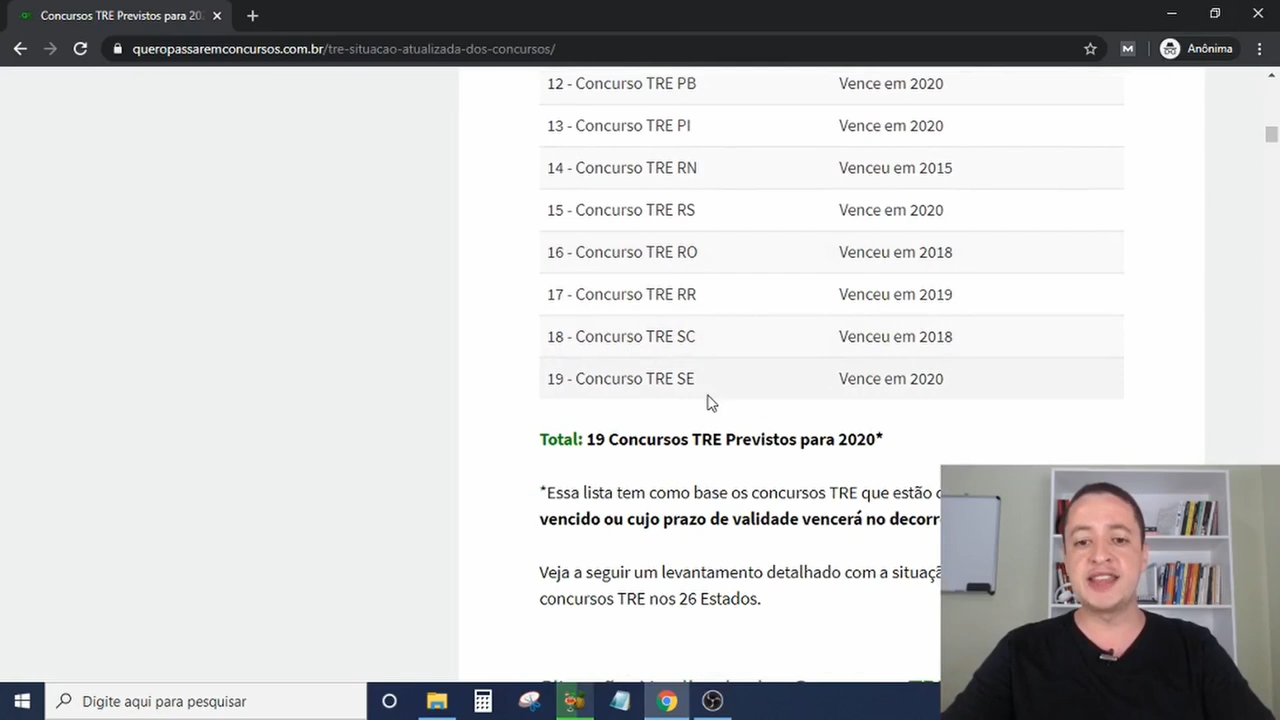 Concursos TRE Previstos para 20
queropassaremconcursos.com.br/tre-situacao-atualizada-dos-concursos/
Anônima
12 - Concurso TRE PB Vence em 2020
13 - Concurso TRE PI Vence em 2020
14 - Concurso TRE RN Venceu em 2015
15 - Concurso TRE RS Vence em 2020
16 - Concurso TRE RO Venceu em 2018
17 - Concurso TRE RR Venceu em 2019
18 - Concurso TRE SC Venceu em 2018
19 - Concurso TRE SE Vence em 2020
Total: 19 Concursos TRE Previstos para 2020*
*Essa lista tem como base os concursos TRE que estão
vencido ou cujo prazo de validade vencerá no
Veja a seguir um levantamento detalhado com a
concursos TRE nos 26 Estados.
Digite aqui para pesquisar